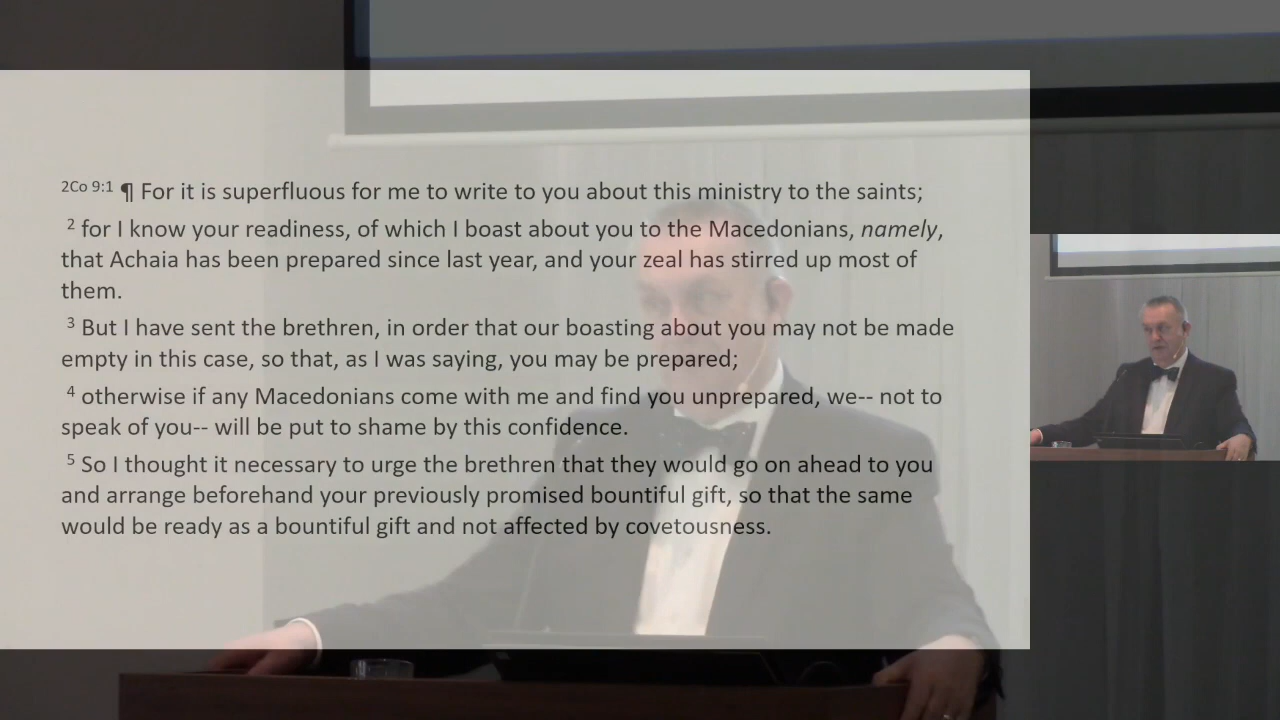 2Co 9:1 ¶ For it is superfluous for me to write to you about this ministry to the saints;
2 for I know your readiness, of which I boast about you to the Macedonians, namely,
that Achaia has been prepared since last year, and your zeal has stirred up most of
them.
3 But I have sent the brethren, in order that our boasting about you may not be made
empty in this case, so that, as I was saying, you may be prepared;
4 otherwise if any Macedonians come with me and find you unprepared, we-- not to
speak of you-- will be put to shame by this confidence.
5 So I thought it necessary to urge the brethren that they would go on ahead to you
and arrange beforehand your previously promised bountiful gift, so that the same
would be ready as a bountiful gift and not affected by covetousness.